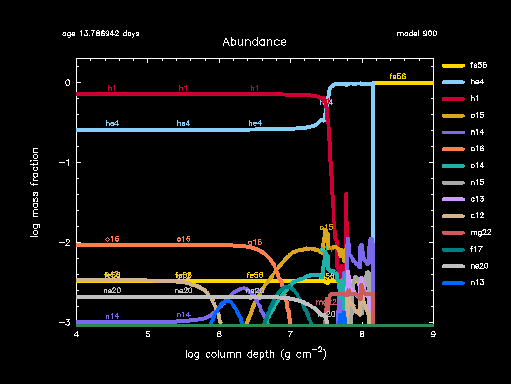 age 13.786942 days
model 900
Abundance
fe56
he4
h1
o15
n14
o16
o14
n15
c13
c12
mg22
f17
ne20
n13
h1 h1 h1
he4 he4 he4
h1
fe56
o16 o16 o16
o15
fe56 fe56
ne20 ne20 ne20
n14 n14
mg22
0
−1
−2
−3
4 5 6 7 8 9
log mass fraction
log column depth (g cm−2)